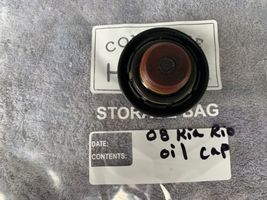 STORAGE BAG
DATE:
08 Kia Rio
CONTENTS:
oil cap